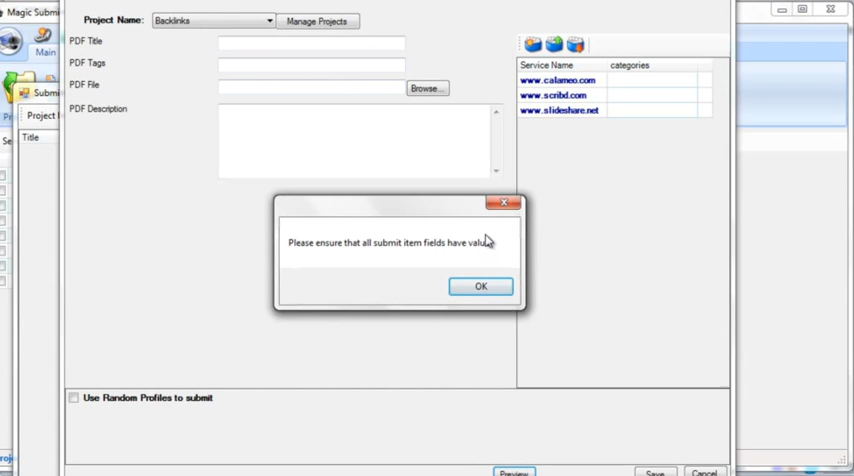 Magic Submi
Main
Submi
Project
Title
Project Name: Backlinks Manage Projects
PDF Title
PDF Tags
PDF File Browse...
PDF Description
Service Name categories
www.calameo.com
www.scribd.com
www.slideshare.net
Please ensure that all submit item fields have
OK
Use Random Profiles to submit
Preview Save Cancel